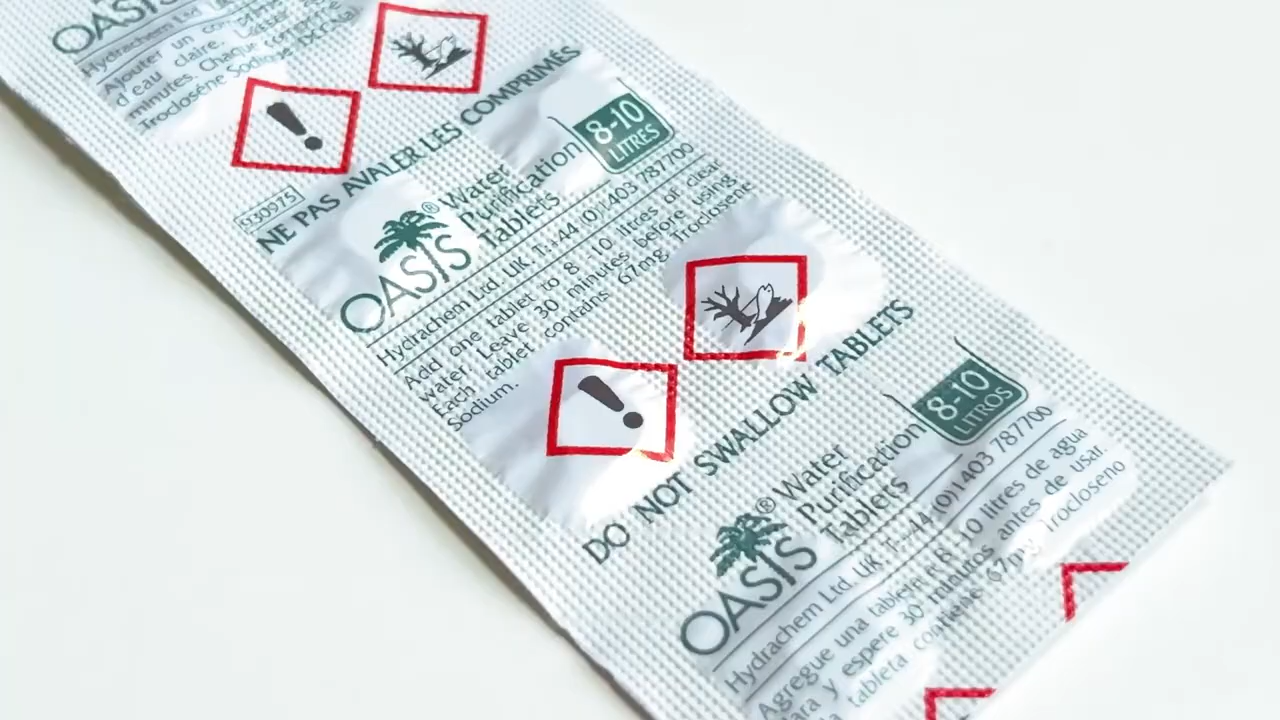 OASIS
Hydrachem Ltd. UK
Ajouter un
d'eau claire.
minutes. Chaque comprimé
Troclosène Sodium
NE PAS AVALER LES COMPRIMÉS
8-10
LITRES
OASIS® Water
Purification
Tablets
Hydrachem Ltd. UK T:+44 (0)1403 787700
Add one tablet to 8-10 litres of clear
water. Leave 30 minutes before using
Each tablet contains 67mg Troclosene
Sodium.
DO NOT SWALLOW TABLETS
8-10
LITROS
OASIS® Water
Purification
Tablets
Hydrachem Ltd. UK T:+44 (0)1403 787700
Agregue una tableta a 8-10 litros de agua
y espere 30 minutos antes de usar.
tableta contiene 67mg Trocloseno